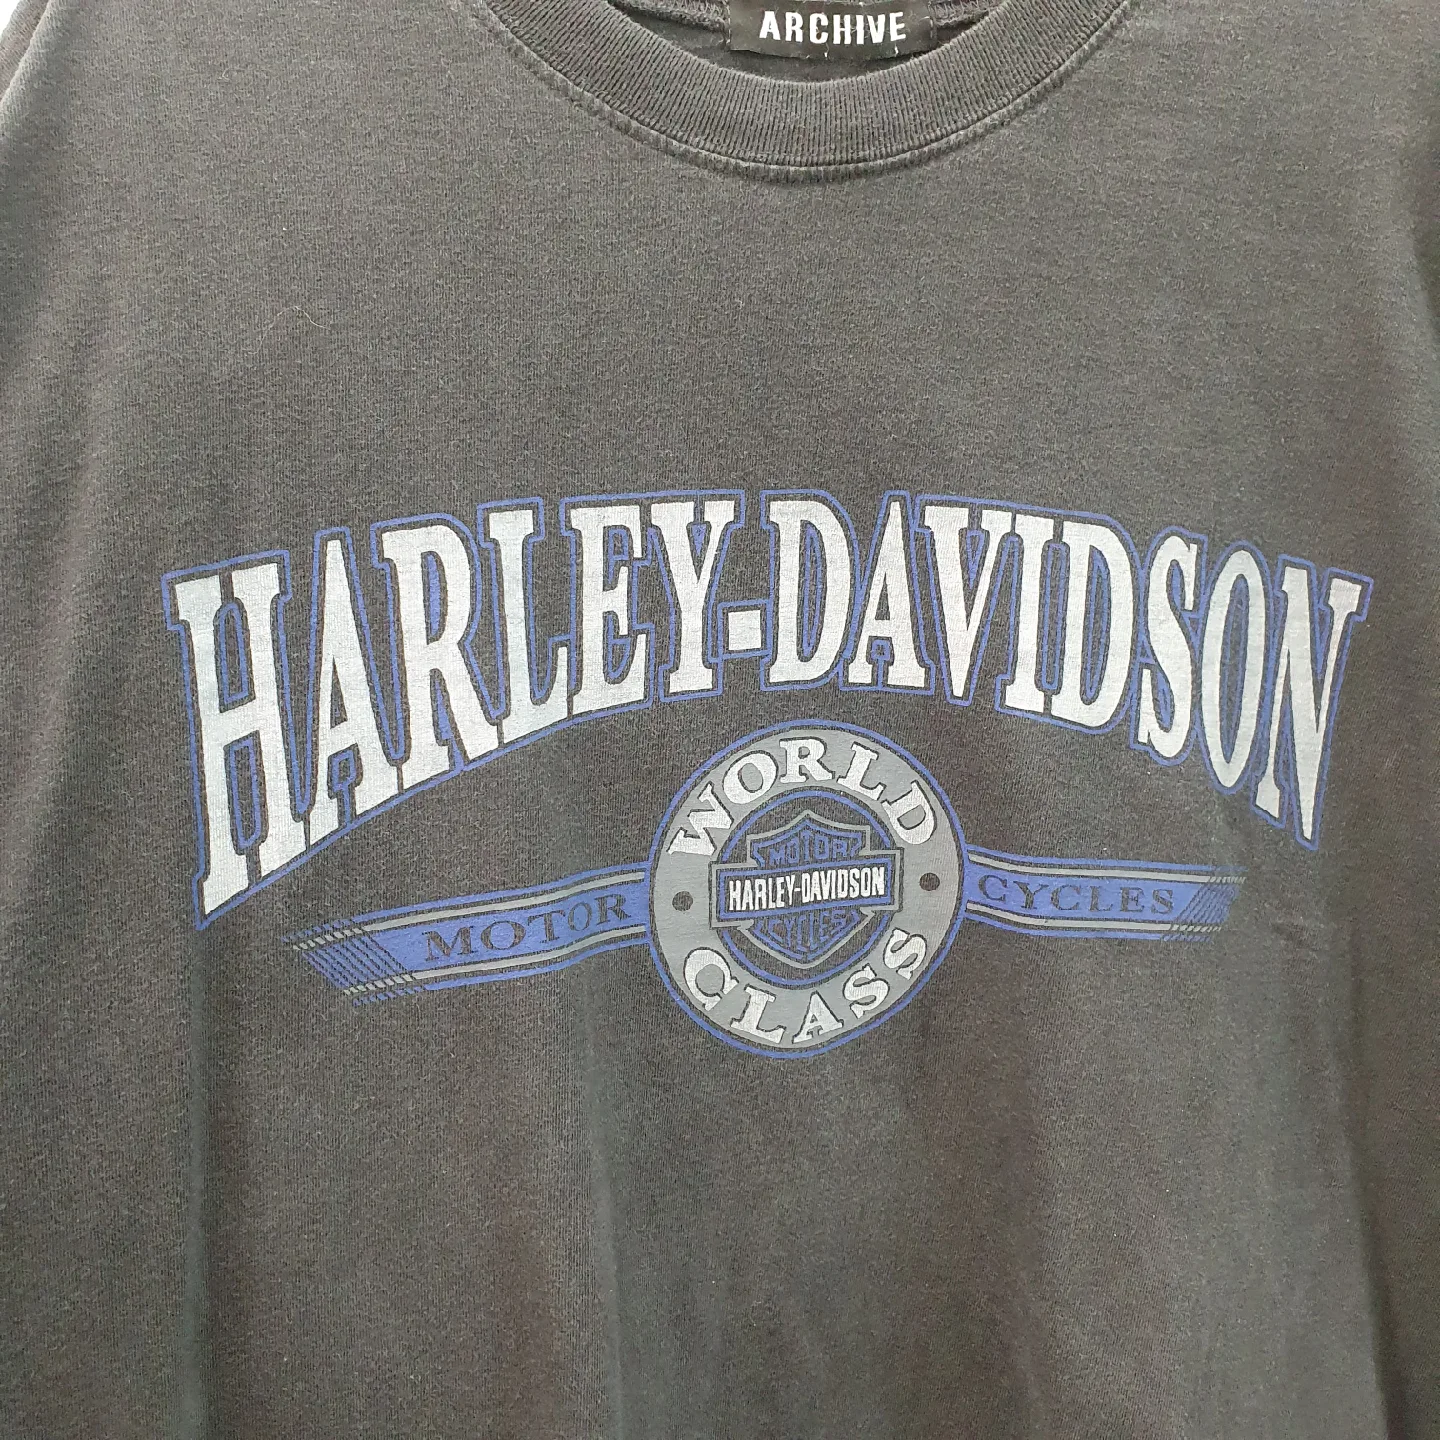 ARCHIVE
HARLEY-DAVIDSON
WORLD
MOTOR
HARLEY-DAVIDSON
CYCLES
MOTOR
CYCLES
CLASS